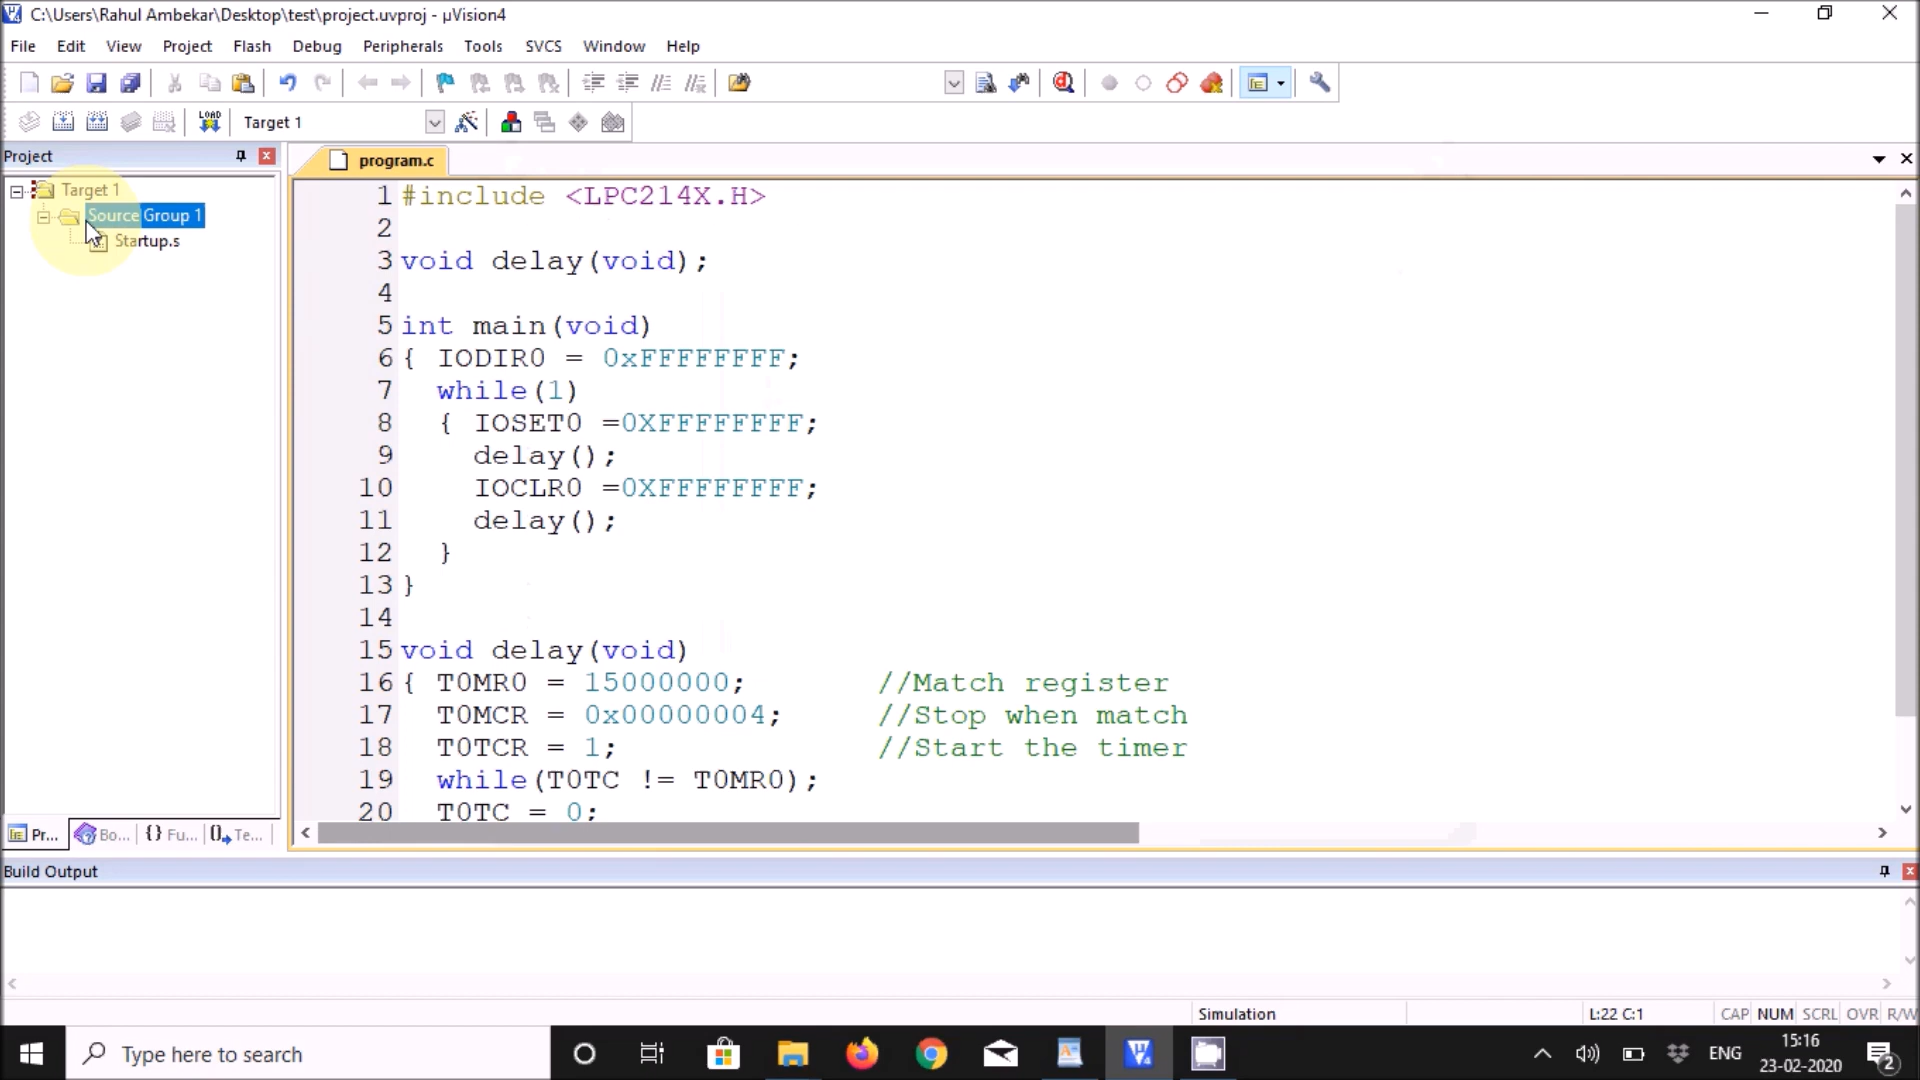 C:\Users\Rahul Ambekar\Desktop\test\project.uvproj - µVision4
File Edit View Project Flash Debug Peripherals Tools SVCS Window Help
LOAD Target 1
Project
program.c
Target 1
Source Group 1
Startup.s
1 #include <LPC214X.H>
2
3 void delay(void);
4
5 int main(void)
6 { IODIR0 = 0xFFFFFFFF;
7 while(1)
8 { IOSET0 =0XFFFFFFFF;
9 delay();
10 IOCLR0 =0XFFFFFFFF;
11 delay();
12 }
13 }
14
15 void delay(void)
16 { T0MR0 = 15000000; //Match register
17 T0MCR = 0x00000004; //Stop when match
18 T0TCR = 1; //Start the timer
19 while(T0TC != T0MR0);
20 T0TC = 0;
Pr... Bo... {} Fu... Te...
Build Output
Simulation L:22 C:1 CAP NUM SCRL OVR R/W
Type here to search
ENG
15:16
23-02-2020
2